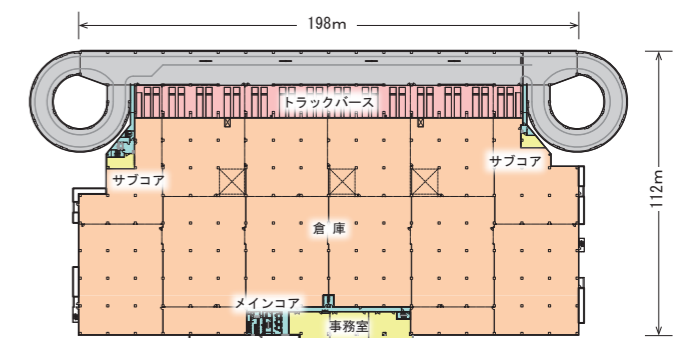 198m
トラックバース
サブコア
サブコア
112m
倉 庫
メインコア
事務室